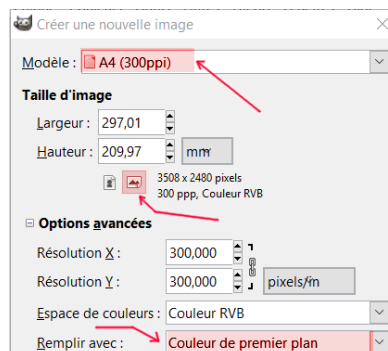 Créer une nouvelle image
Modèle : A4 (300ppi)
Taille d'image
Largeur : 297,01
Hauteur : 209,97 mm
3508 x 2480 pixels
300 ppp, Couleur RVB
Options avancées
Résolution X : 300,000
Résolution Y : 300,000 pixels/in
Espace de couleurs : Couleur RVB
Remplir avec : Couleur de premier plan